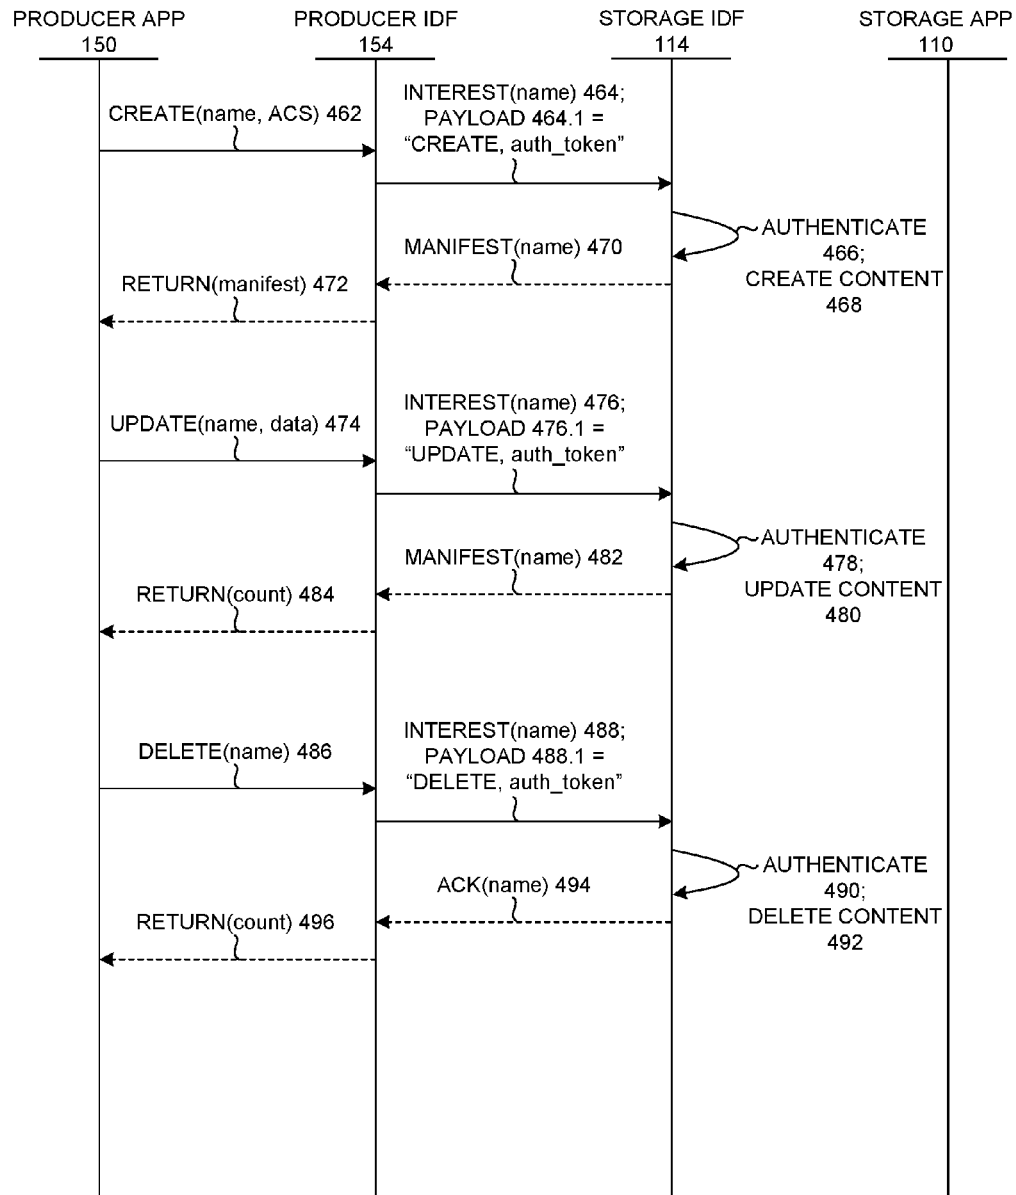 PRODUCER APP
150
PRODUCER IDF
154
STORAGE IDF
114
STORAGE APP
110
CREATE(name, ACS) 462
INTEREST(name) 464;
PAYLOAD 464.1 =
“CREATE, auth_token”
AUTHENTICATE
466;
CREATE CONTENT
468
MANIFEST(name) 470
RETURN(manifest) 472
UPDATE(name, data) 474
INTEREST(name) 476;
PAYLOAD 476.1 =
“UPDATE, auth_token”
AUTHENTICATE
478;
UPDATE CONTENT
480
MANIFEST(name) 482
RETURN(count) 484
DELETE(name) 486
INTEREST(name) 488;
PAYLOAD 488.1 =
“DELETE, auth_token”
AUTHENTICATE
490;
DELETE CONTENT
492
ACK(name) 494
RETURN(count) 496